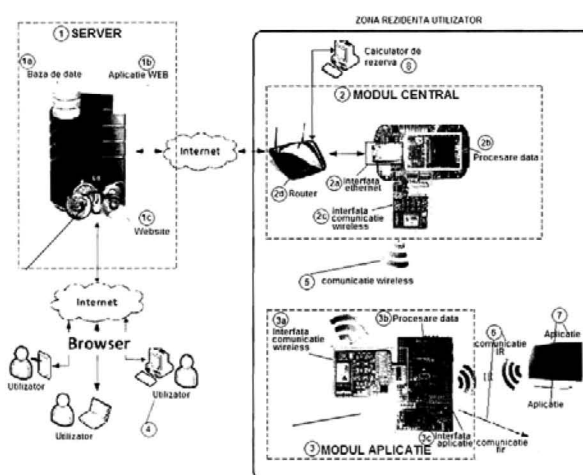 ZONA REZIDENTA UTILIZATOR
1 SERVER
1a
Baza de date
1b
Aplicatie WEB
1c
Website
Internet
Internet
Browser
Utilizator
Utilizator
Utilizator
4
Calculator de
rezerva 8
2 MODUL CENTRAL
2b
Procesare data
2a Interfata
ethernet
2d Router
2c Interfata
comunicatie
wireless
5 comunicatie wireless
3a
Interfata
comunicatie
wireless
3b Procesare data
6
comunicatie
IR
7
Aplicatie
Aplicatie
3c Interfata
aplicatie
comunicatie
fir
3 MODUL APLICATIE